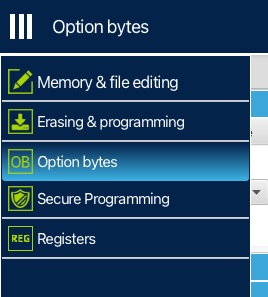 Option bytes
Memory & file editing
Erasing & programming
OB Option bytes
Secure Programming
REG Registers